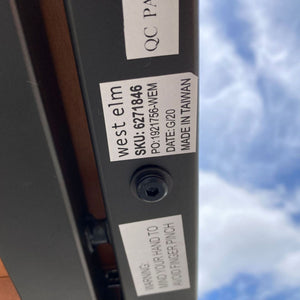 QC PA
west elm
SKU: 6271846
PO: 1921756-WEM
DATE: G/20
MADE IN TAIWAN
WARNING:
MIND YOUR HAND TO
AVOID FINGER PINCH